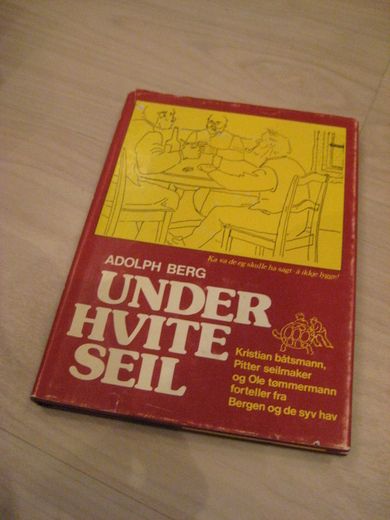 Ka va de eg skulle ha sagt - å ikkje bygge!
ADOLPH BERG
UNDER
HVITE
SEIL
Kristian båtsmann,
Pitter seilmaker
og Ole tømmermann
forteller fra
Bergen og de syv hav